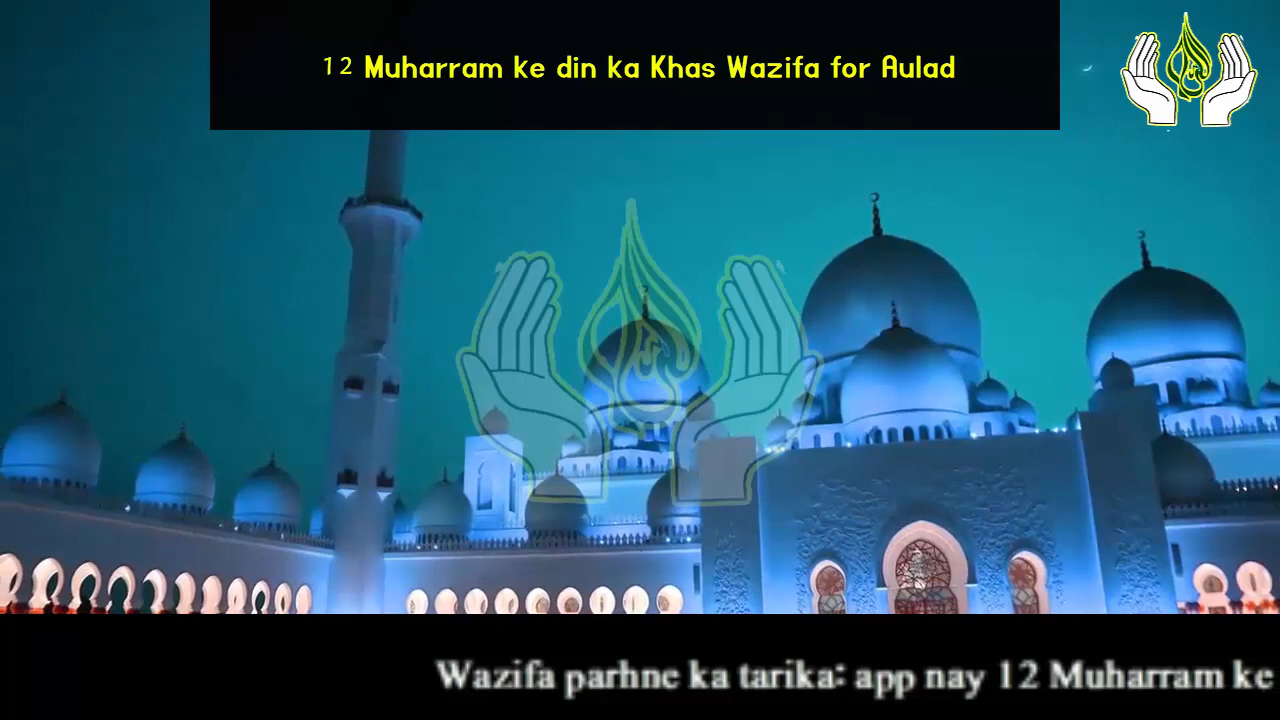 12 Muharram ke din ka Khas Wazifa for Aulad
Wazifa parhne ka tarika: app nay 12 Muharram ke